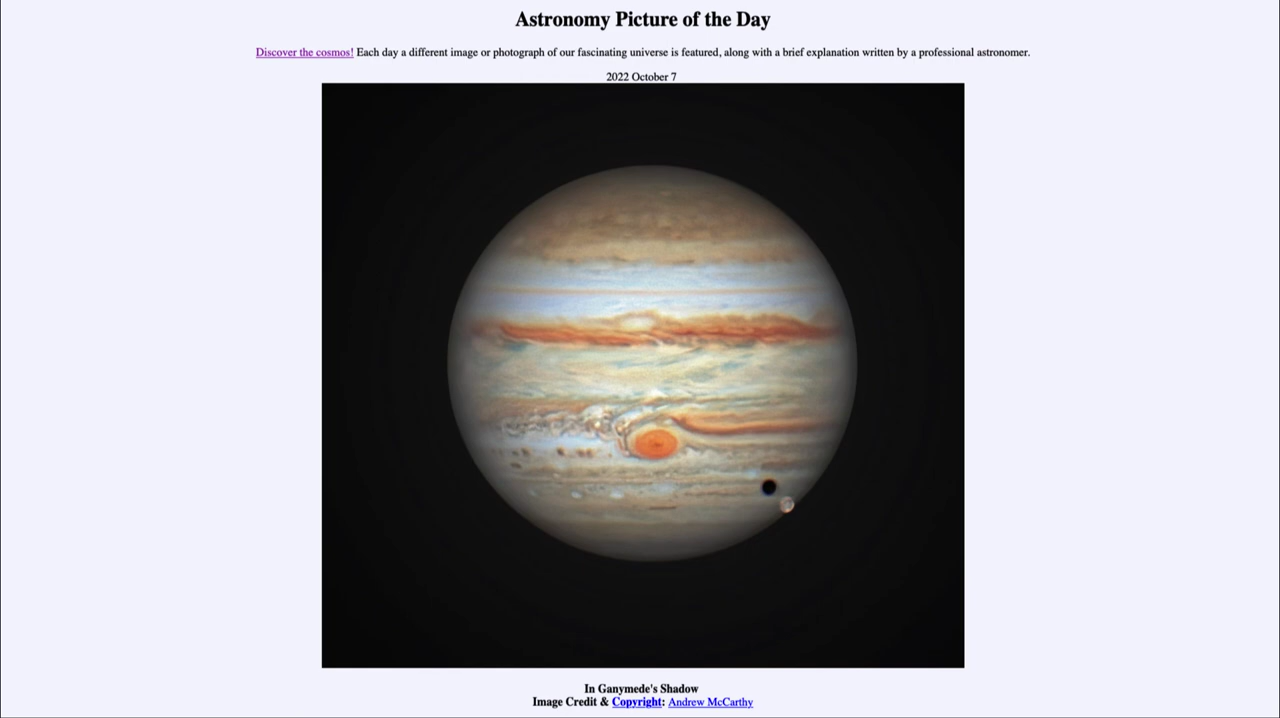 Astronomy Picture of the Day
Discover the cosmos! Each day a different image or photograph of our fascinating universe is featured, along with a brief explanation written by a professional astronomer.
2022 October 7
In Ganymede's Shadow
Image Credit & Copyright: Andrew McCarthy